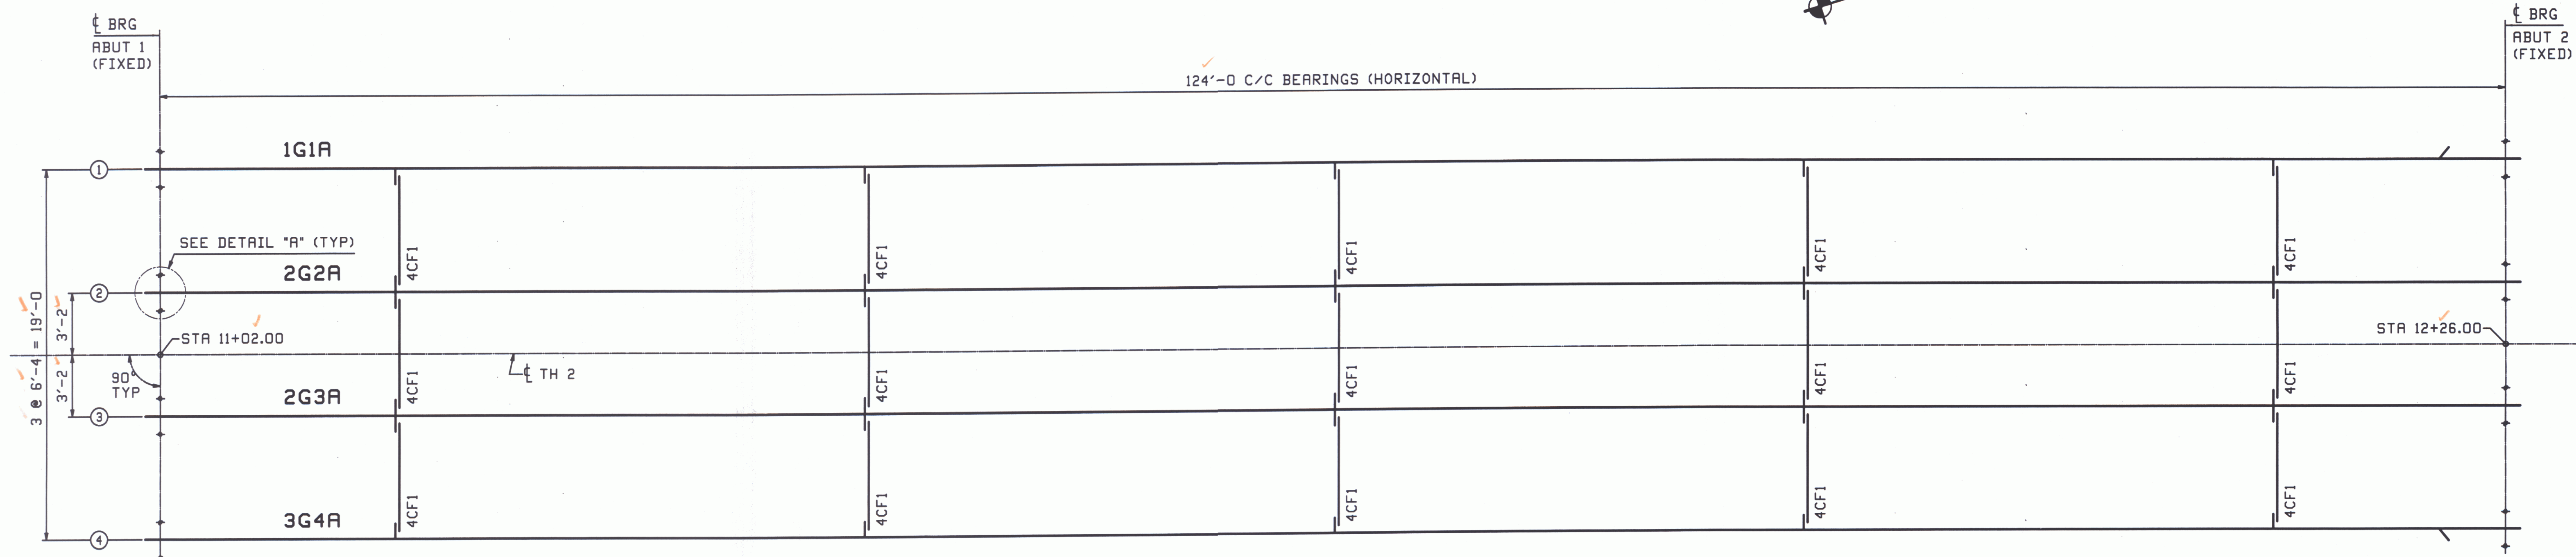 ℄ BRG
ABUT 1
(FIXED)
℄ BRG
ABUT 2
(FIXED)
124'-0 C/C BEARINGS (HORIZONTAL)
1G1A
1
SEE DETAIL "A" (TYP)
4CF1
4CF1
4CF1
4CF1
4CF1
2G2A
2
3 @ 6'-4 = 19'-0
3'-2
3'-2
STA 11+02.00
STA 12+26.00
90°
TYP
℄ TH 2
4CF1
4CF1
4CF1
4CF1
4CF1
2G3A
3
4CF1
4CF1
4CF1
4CF1
4CF1
3G4A
4